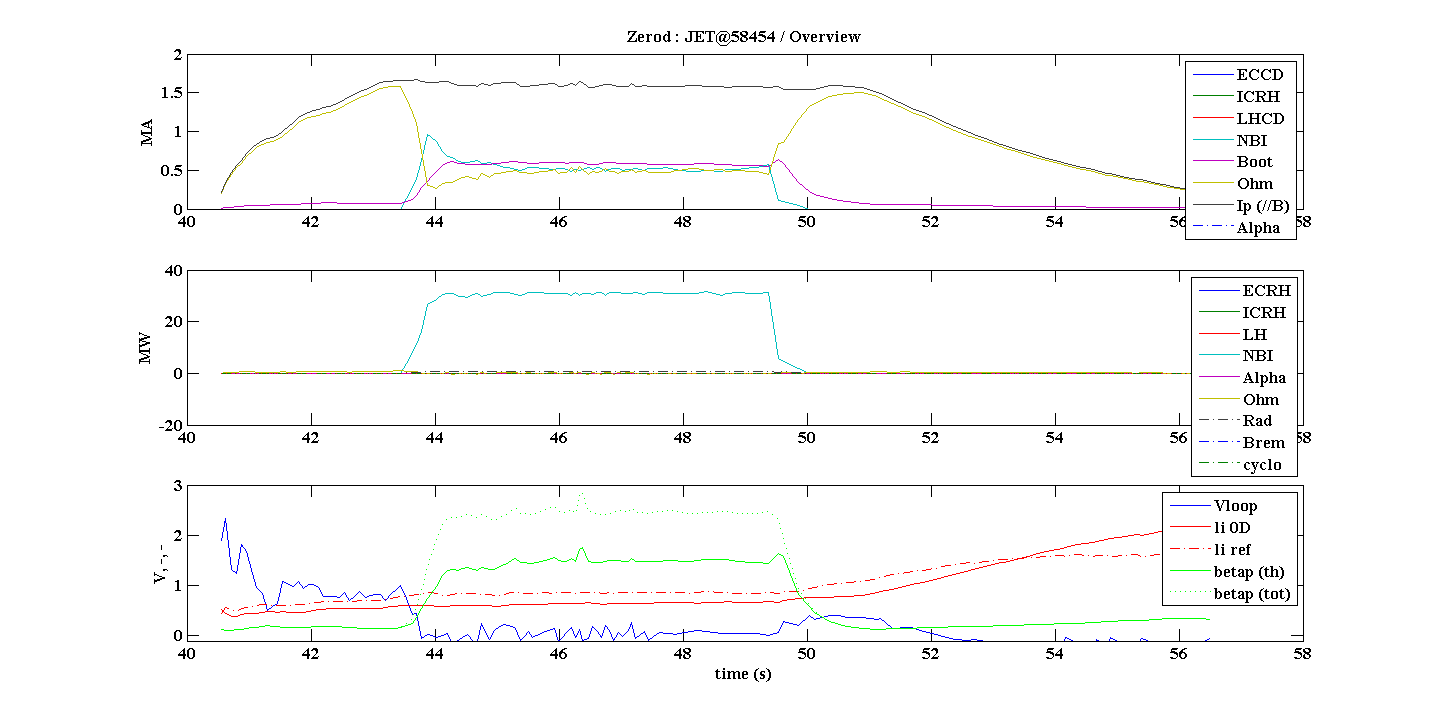 Zerod : JET@58454 / Overview
2
1.5
1
0.5
0
MA
40 42 44 46 48 50 52 54 56 58
ECCD
ICRH
LHCD
NBI
Boot
Ohm
Ip (//B)
Alpha
40
20
0
-20
MW
40 42 44 46 48 50 52 54 56 58
ECRH
ICRH
LH
NBI
Alpha
Ohm
Rad
Brem
cyclo
3
2
1
0
V, -, -
40 42 44 46 48 50 52 54 56 58
Vloop
li 0D
li ref
betap (th)
betap (tot)
time (s)